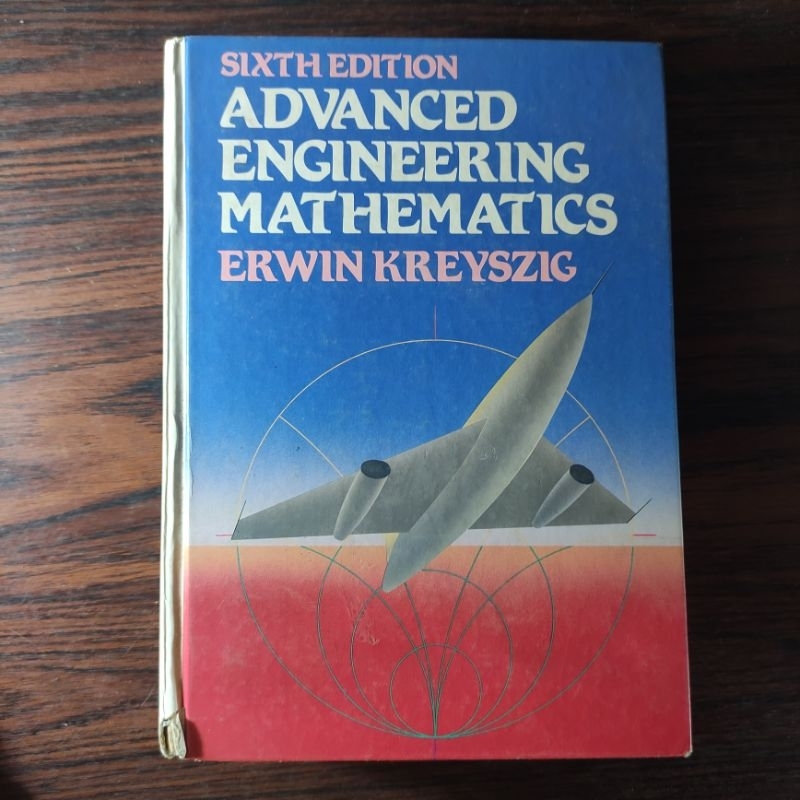 SIXTH EDITION
ADVANCED
ENGINEERING
MATHEMATICS
ERWIN KREYSZIG